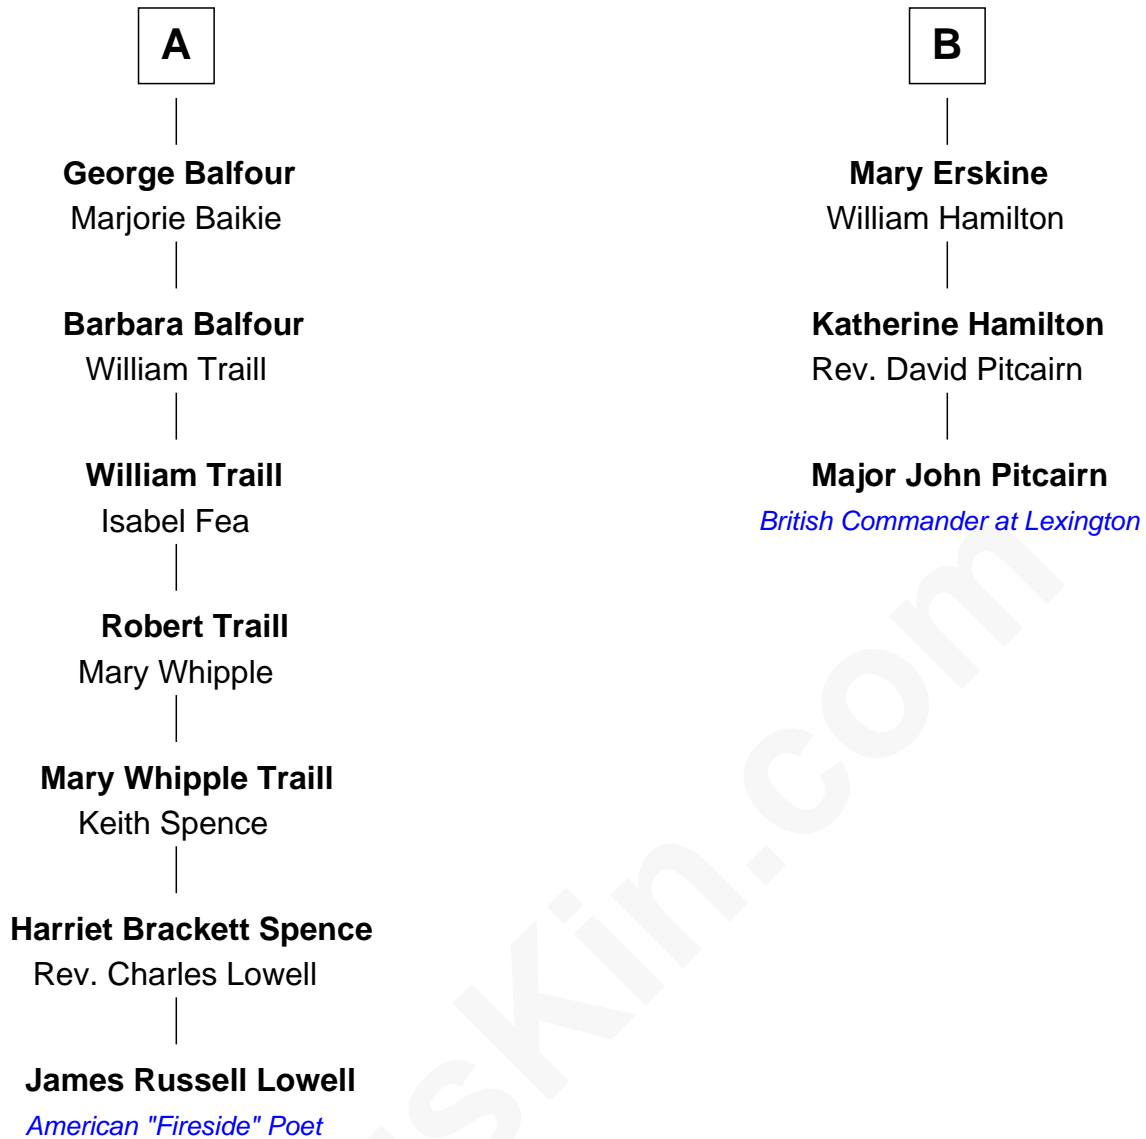 A
George Balfour
Marjorie Baikie
Barbara Balfour
William Traill
William Traill
Isabel Fea
Robert Traill
Mary Whipple
Mary Whipple Traill
Keith Spence
Harriet Brackett Spence
Rev. Charles Lowell
James Russell Lowell
American "Fireside" Poet
B
Mary Erskine
William Hamilton
Katherine Hamilton
Rev. David Pitcairn
Major John Pitcairn
British Commander at Lexington
sKin.com